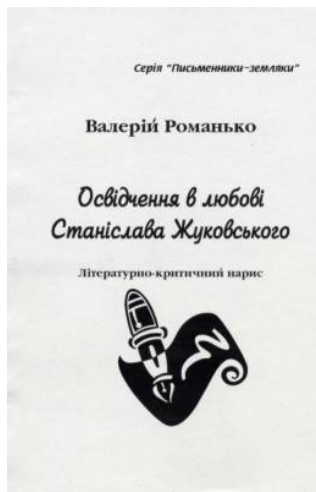 Серія "Письменники-земляки"
Валерій Романько
Освідчення в любові
Станіслава Жуковського
Літературно-критичний нарис